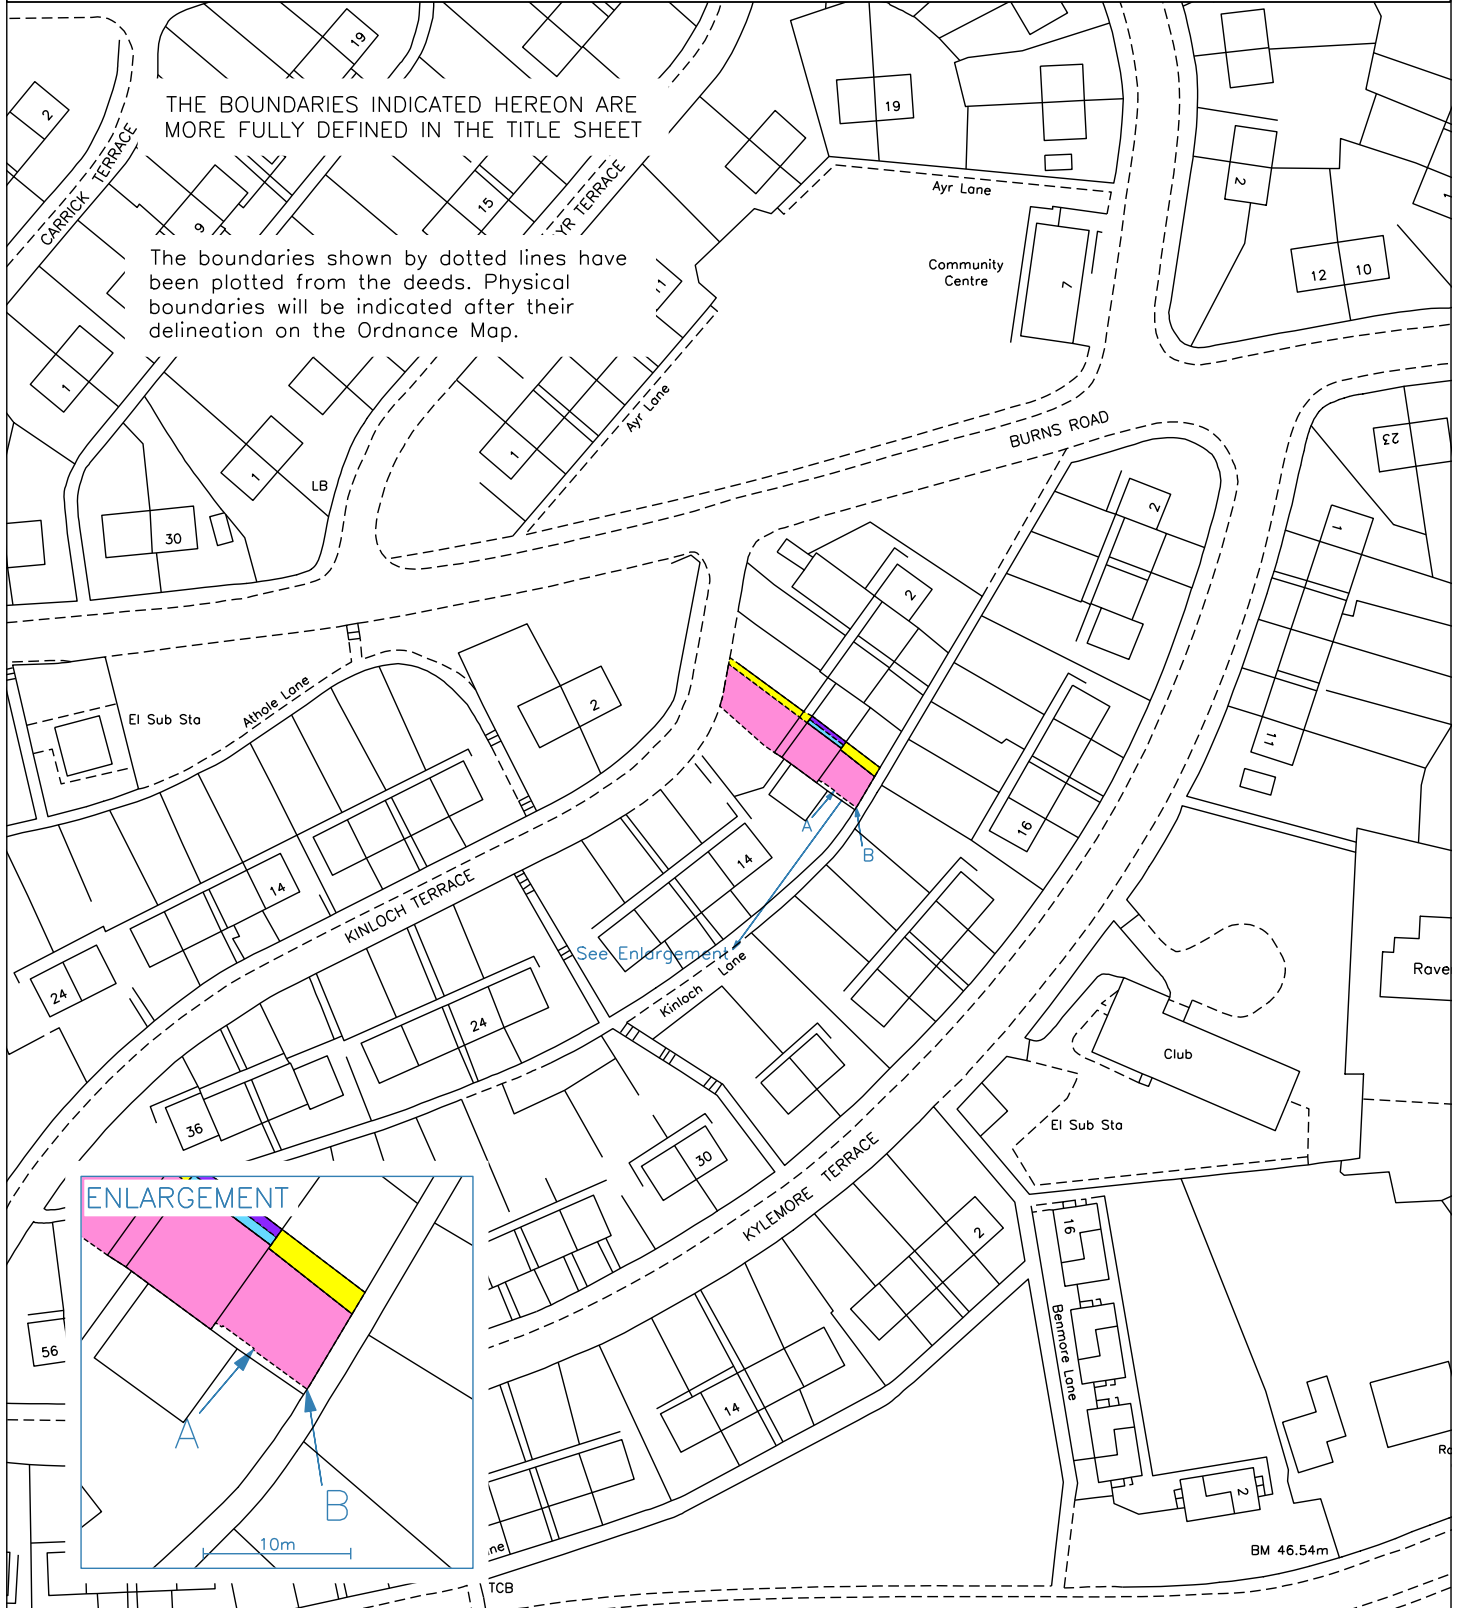 19
2
THE BOUNDARIES INDICATED HEREON ARE
MORE FULLY DEFINED IN THE TITLE SHEET
19
2
CARRICK TERRACE
9
15
YR TERRACE
Ayr Lane
Community
Centre
7
12
10
The boundaries shown by dotted lines have
been plotted from the deeds. Physical
boundaries will be indicated after their
delineation on the Ordnance Map.
11
1
Ayr Lane
BURNS ROAD
23
1
1
LB
30
2
1
2
2
El Sub Sta
Athole Lane
11
16
A
B
14
14
KINLOCH TERRACE
See Enlargement
Kinloch Lane
24
24
Rave
Club
36
El Sub Sta
30
KYLEMORE TERRACE
ENLARGEMENT
2
16
56
Benmore Lane
14
A
B
10m
2
BM 46.54m
ne
TCB